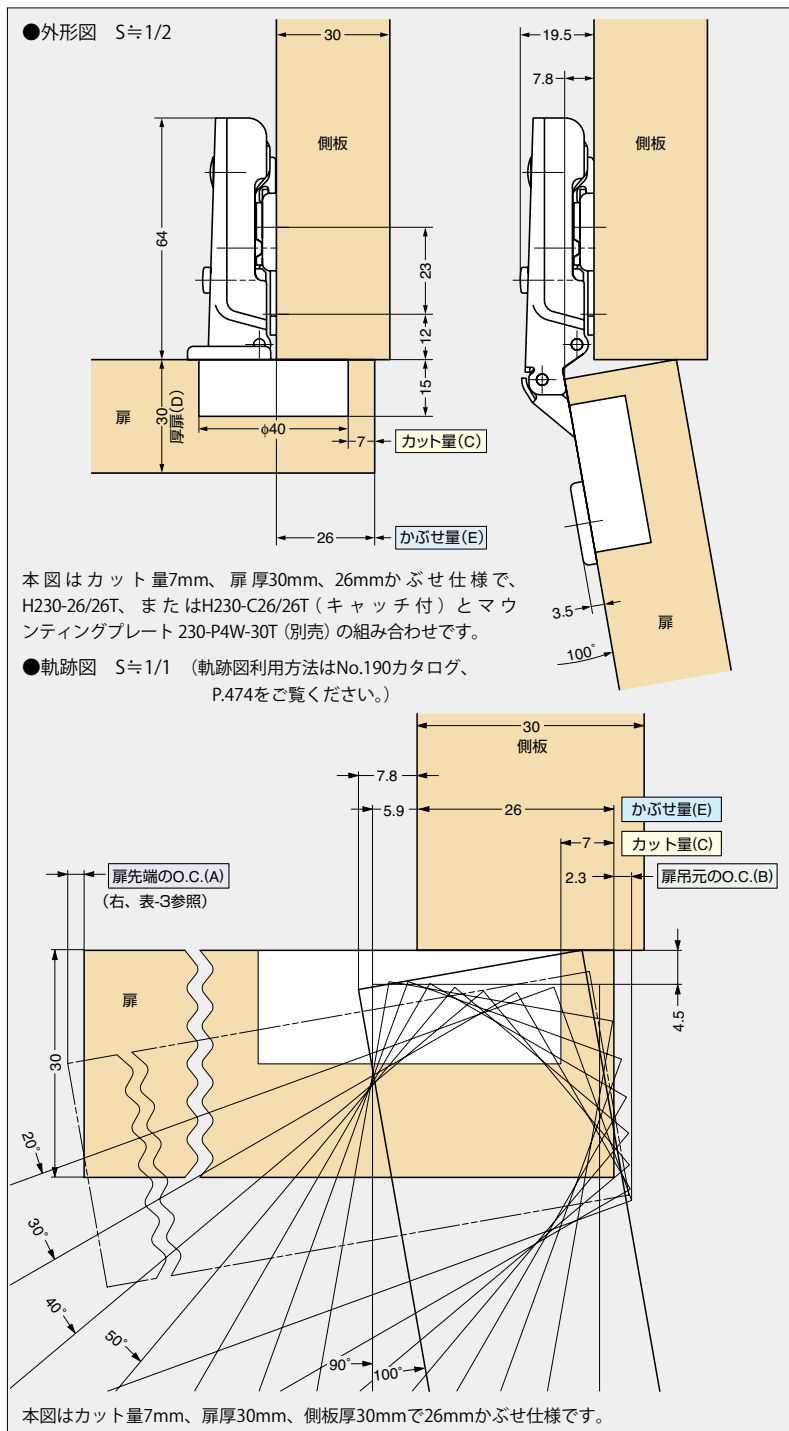 ●外形図 S≒1/2
30
側板
64
23
12
15
扉
30
厚扉(D)
φ40
7
カット量(C)
26
かぶせ量(E)
19.5
7.8
側板
3.5
扉
100°
本図はカット量7mm、扉厚30mm、26mmかぶせ仕様で、
H230-26/26T、またはH230-C26/26T(キャッチ付)とマウ
ンティングプレート 230-P4W-30T(別売)の組み合わせです。
●軌跡図 S≒1/1 (軌跡図利用方法はNo.190カタログ、
P.474をご覧ください。)
30
側板
7.8
5.9
26
かぶせ量(E)
7
カット量(C)
2.3
扉吊元のO.C.(B)
扉先端のO.C.(A)
(右、表-3参照)
扉
30
4.5
20°
30°
40°
50°
90°
100°
本図はカット量7mm、扉厚30mm、側板厚30mmで26mmかぶせ仕様です。